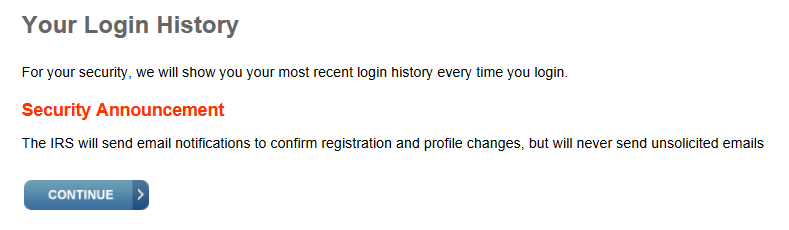 Your Login History
For your security, we will show you your most recent login history every time you login.
Security Announcement
The IRS will send email notifications to confirm registration and profile changes, but will never send unsolicited emails
CONTINUE